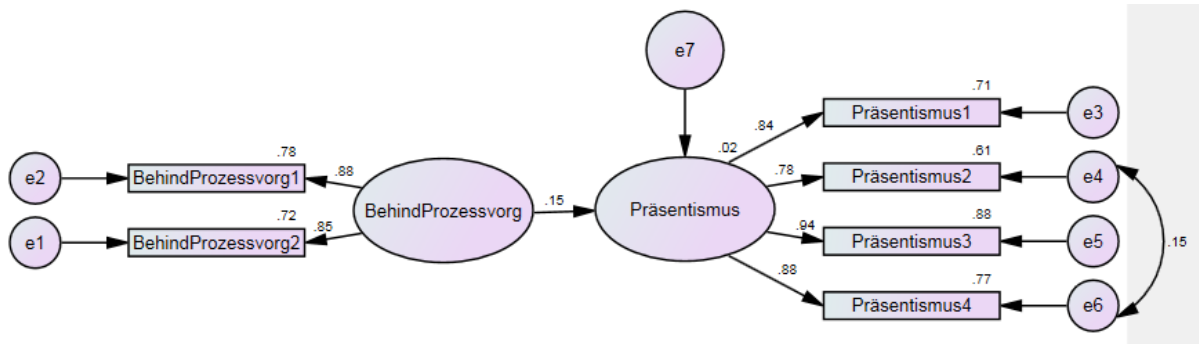 e7
.71
Präsentismus1
e3
.84
.02
.78
BehindProzessvorg1
e2
.88
.61
Präsentismus2
e4
.78
BehindProzessvorg
.15
Präsentismus
.72
BehindProzessvorg2
e1
.85
.88
Präsentismus3
e5
.94
.15
.77
Präsentismus4
e6
.88